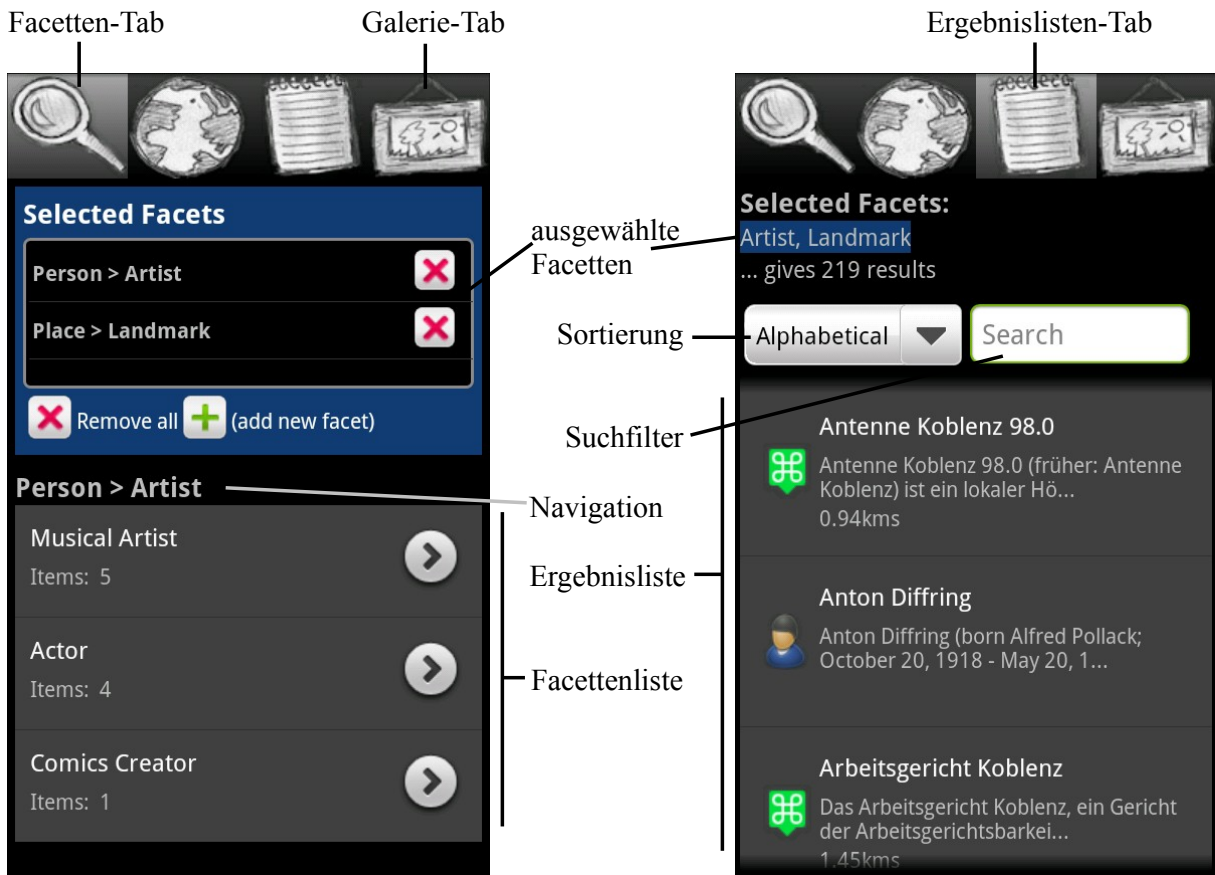 Facetten-Tab
Galerie-Tab
Ergebnislisten-Tab
Selected Facets
Person > Artist
Place > Landmark
Remove all
(add new facet)
Person > Artist
Musical Artist
Items: 5
Actor
Items: 4
Comics Creator
Items: 1
ausgewählte
Facetten
Sortierung
Suchfilter
Navigation
Ergebnisliste
Facettenliste
Selected Facets:
Artist, Landmark
... gives 219 results
Alphabetical
Search
Antenne Koblenz 98.0
Antenne Koblenz 98.0 (früher: Antenne
Koblenz) ist ein lokaler Hö...
0.94kms
Anton Diffring
Anton Diffring (born Alfred Pollack;
October 20, 1918 - May 20, 1...
Arbeitsgericht Koblenz
Das Arbeitsgericht Koblenz, ein Gericht
der Arbeitsgerichtsbarkei...
1.45kms